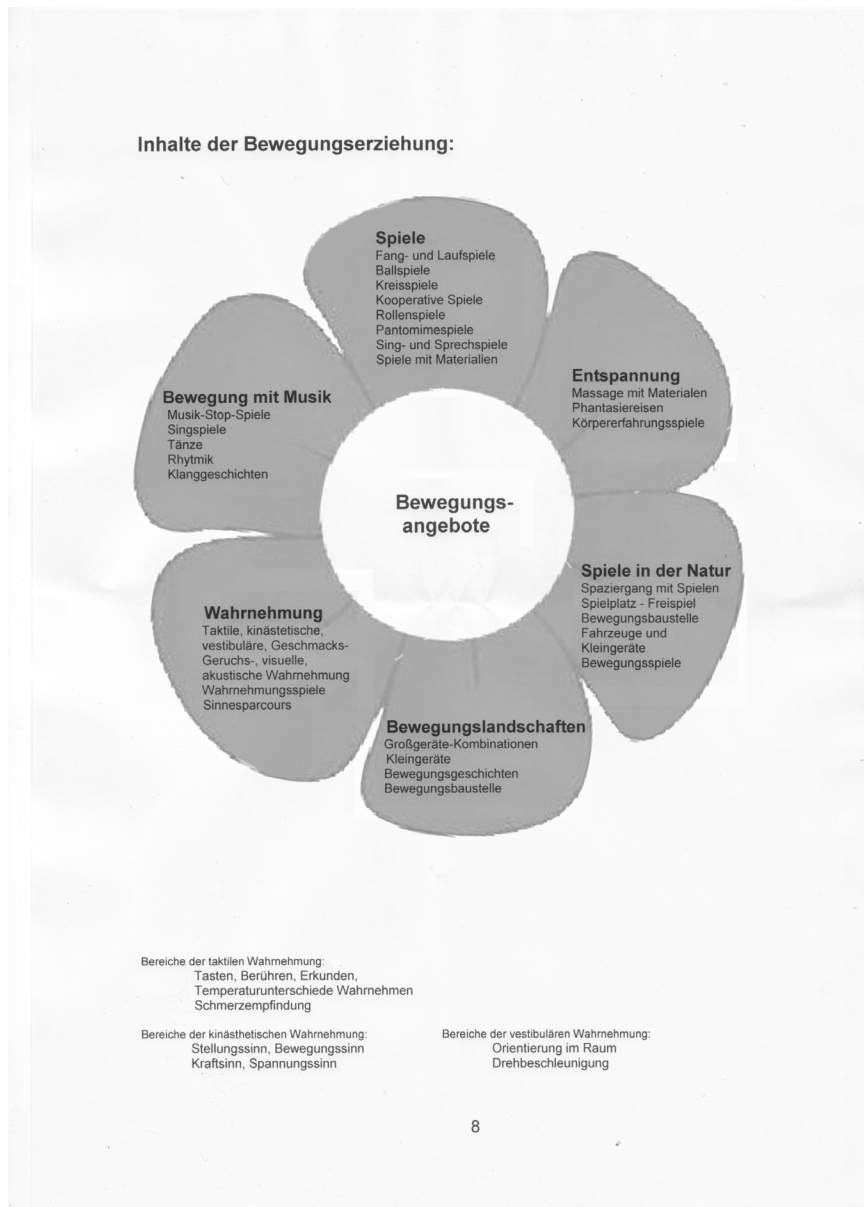 Inhalte der Bewegungserziehung:
Spiele
Fang- und Laufspiele
Ballspiele
Kreisspiele
Kooperative Spiele
Rollenspiele
Pantomimespiele
Sing- und Sprechspiele
Spiele mit Materialien
Entspannung
Massage mit Materialen
Phantasiereisen
Körpererfahrungsspiele
Bewegung mit Musik
Musik-Stop-Spiele
Singspiele
Tänze
Rhytmik
Klanggeschichten
Bewegungs-
angebote
Spiele in der Natur
Spaziergang mit Spielen
Spielplatz - Freispiel
Bewegungsbaustelle
Fahrzeuge und
Kleingeräte
Bewegungsspiele
Wahrnehmung
Taktile, kinästetische,
vestibuläre, Geschmacks-
Geruchs-, visuelle,
akustische Wahrnehmung
Wahrnehmungsspiele
Sinnesparcours
Bewegungslandschaften
Großgeräte-Kombinationen
Kleingeräte
Bewegungsgeschichten
Bewegungsbaustelle
Bereiche der taktilen Wahrnehmung:
Tasten, Berühren, Erkunden,
Temperaturunterschiede Wahrnehmen
Schmerzempfindung
Bereiche der kinästhetischen Wahrnehmung:
Stellungssinn, Bewegungssinn
Kraftsinn, Spannungssinn
Bereiche der vestibulären Wahrnehmung:
Orientierung im Raum
Drehbeschleunigung
8